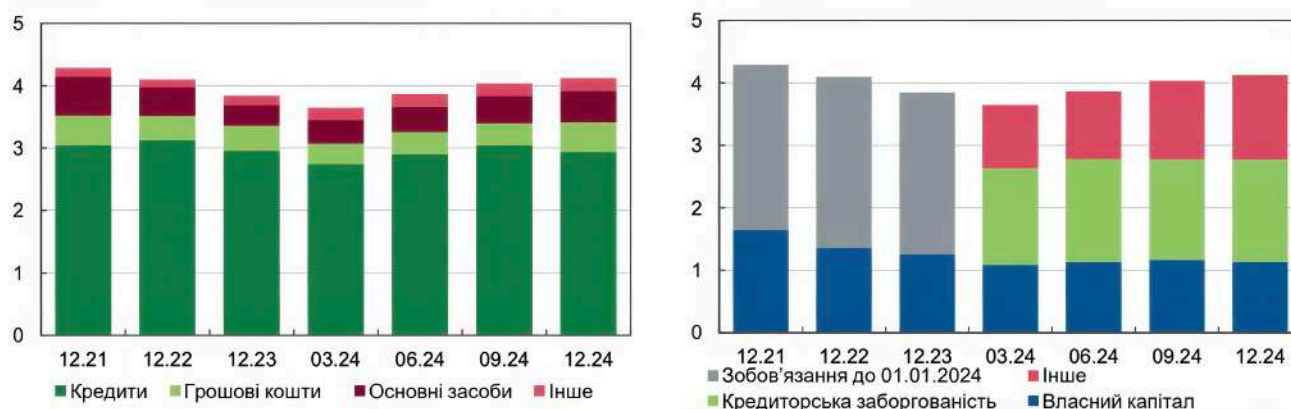 5
4
3
2
1
0
12.21 12.22 12.23 03.24 06.24 09.24 12.24
Кредити Грошові кошти Основні засоби Інше
5
4
3
2
1
0
12.21 12.22 12.23 03.24 06.24 09.24 12.24
Зобов'язання до 01.01.2024 Інше
Кредиторська заборгованість Власний капітал